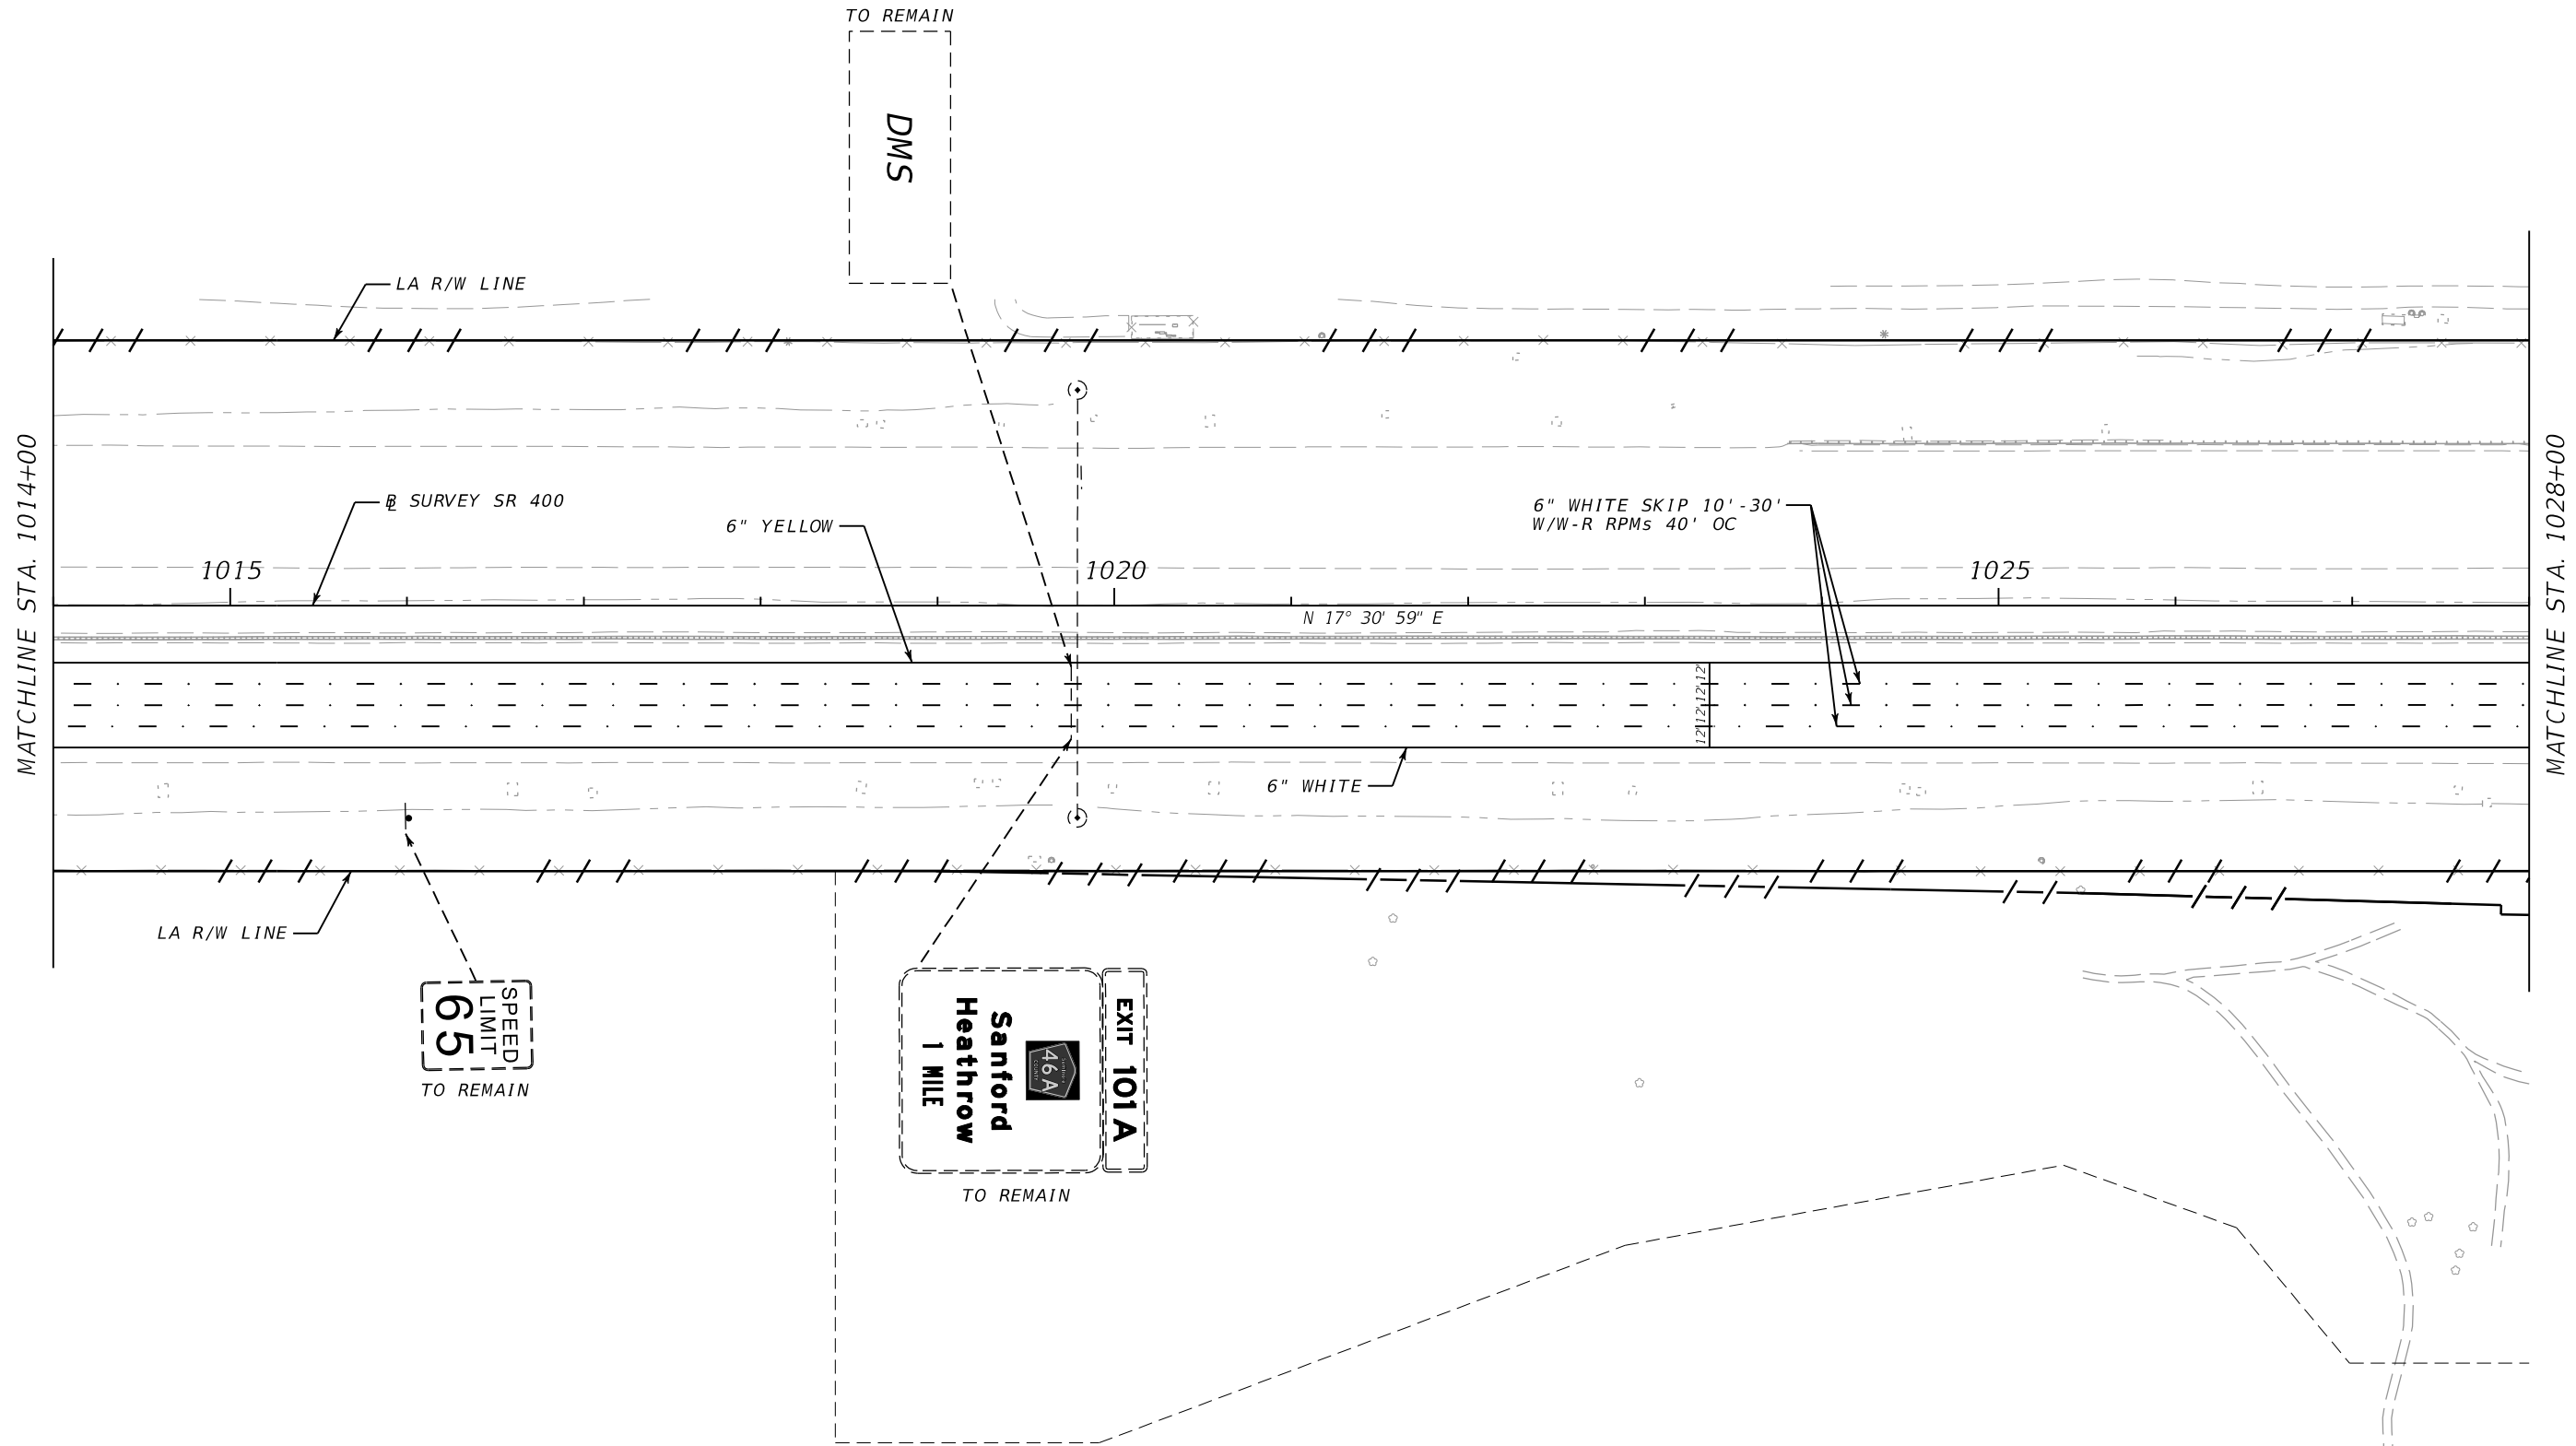 TO REMAIN
DMS
LA R/W LINE
MATCHLINE STA. 1014+00
MATCHLINE STA. 1028+00
BL SURVEY SR 400
6" YELLOW
6" WHITE SKIP 10'-30'
W/W-R RPMs 40' OC
1015
1020
1025
N 17° 30' 59" E
12' 12' 12' 12'
6" WHITE
LA R/W LINE
SPEED
LIMIT
65
TO REMAIN
EXIT 101A
46A
COUNTY
Sanford
Heathrow
1 MILE
TO REMAIN